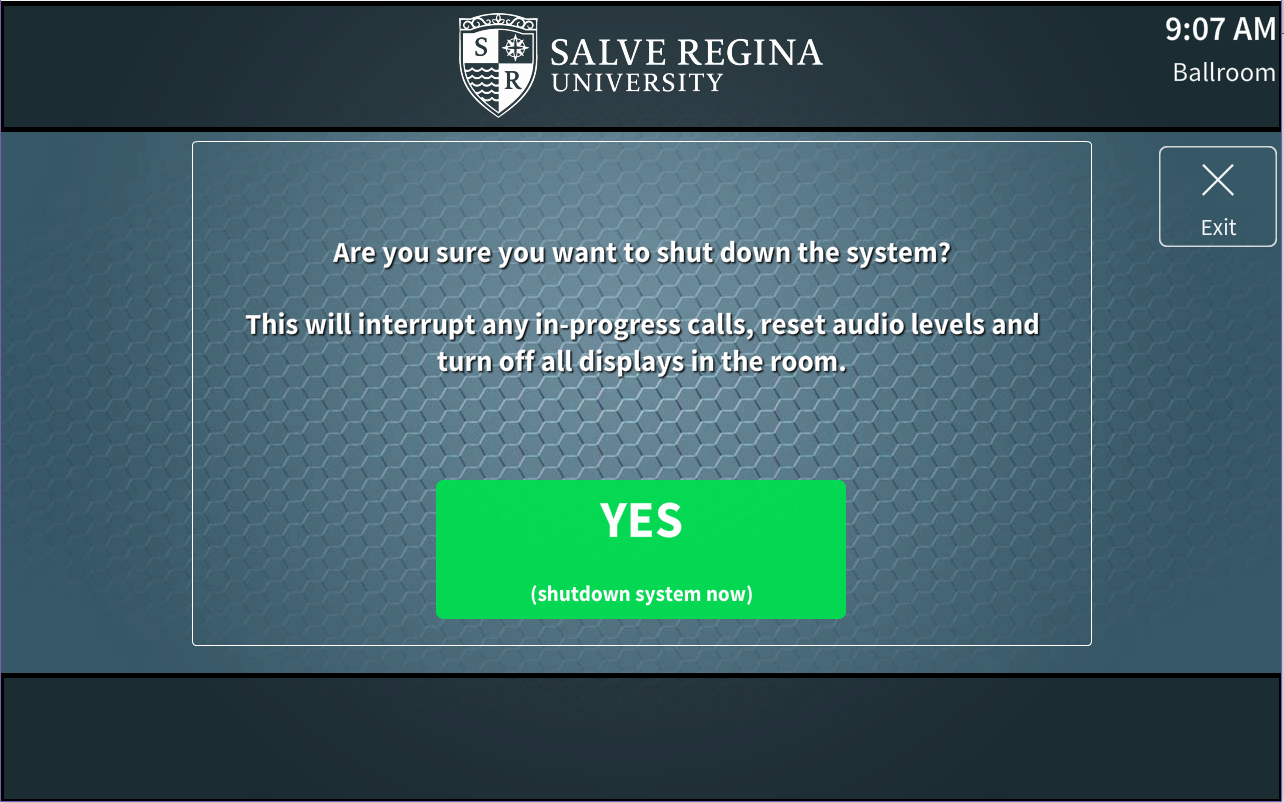 S
R
SALVE REGINA
UNIVERSITY
9:07 AM
Ballroom
Exit
Are you sure you want to shut down the system?
This will interrupt any in-progress calls, reset audio levels and
turn off all displays in the room.
YES
(shutdown system now)